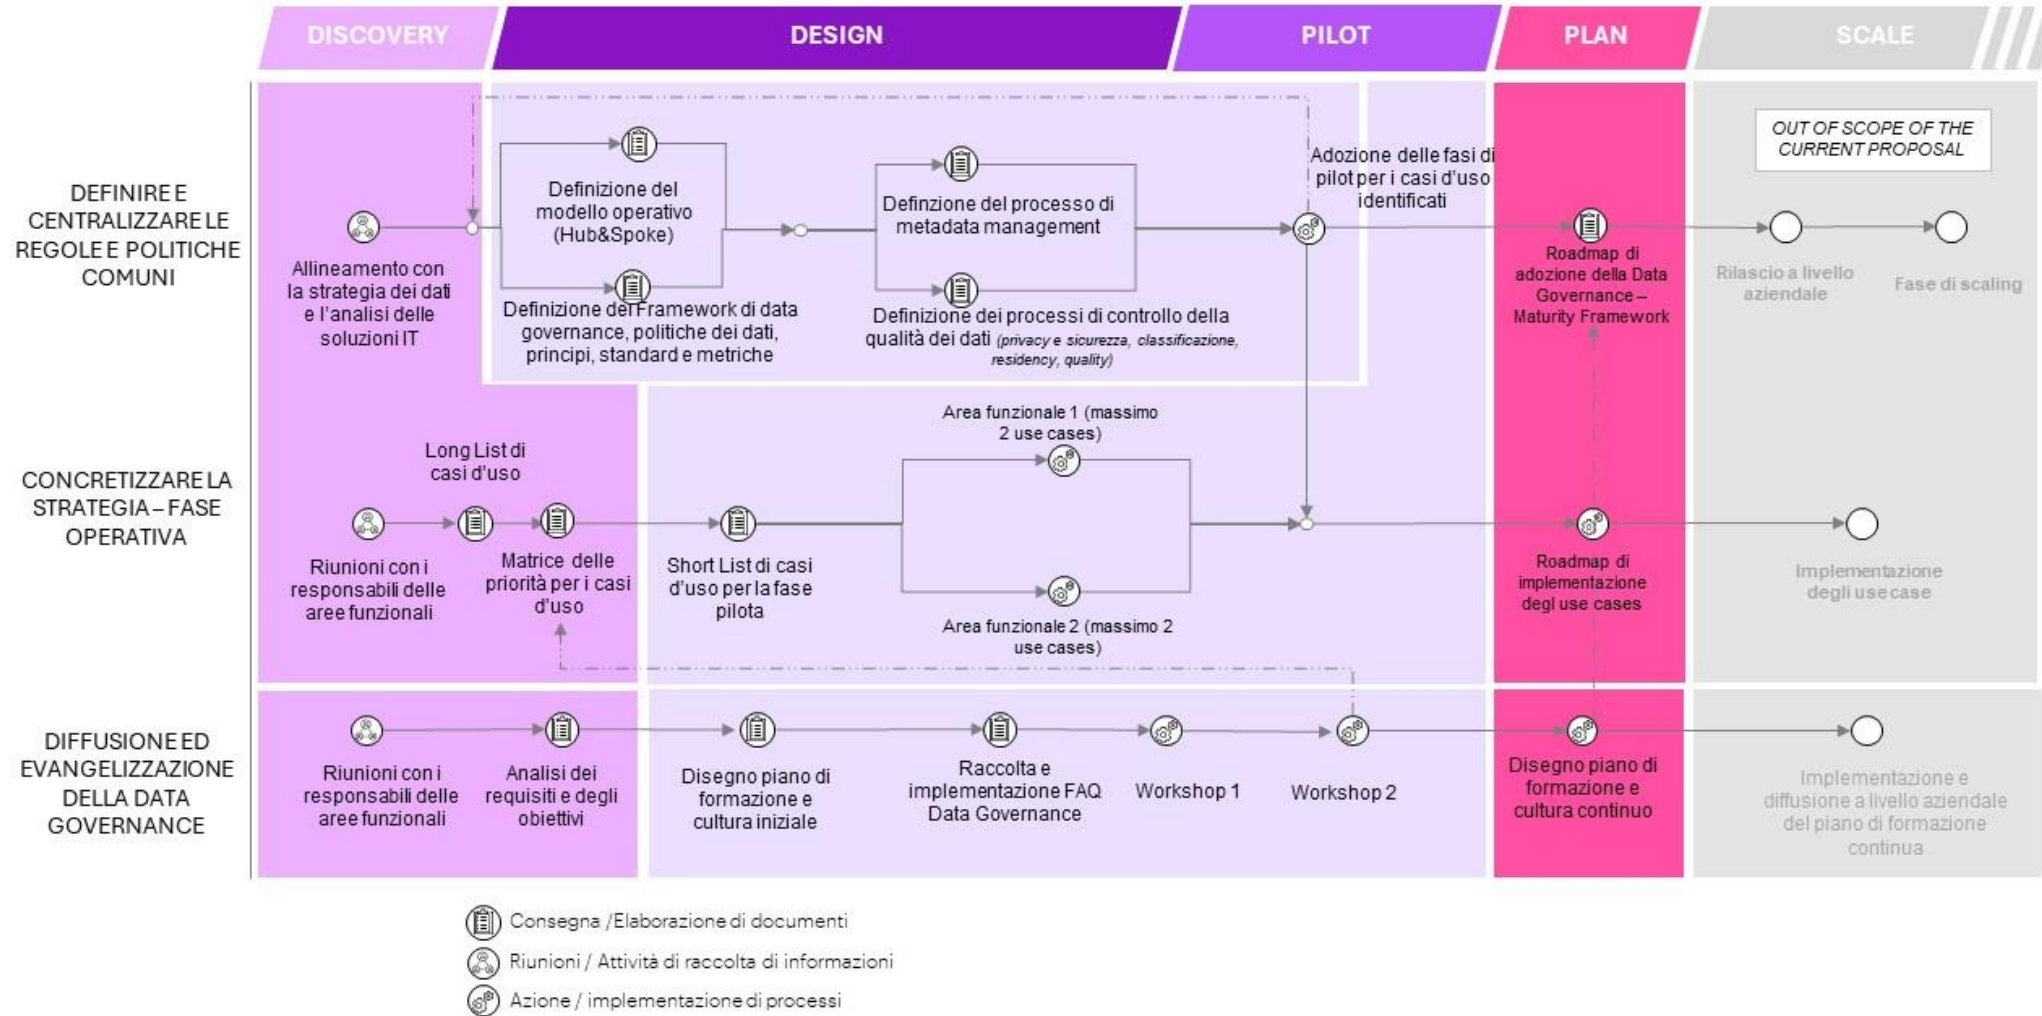 DISCOVERY
DESIGN
PILOT
PLAN
SCALE
DEFINIRE E
CENTRALIZZARE LE
REGOLE E POLITICHE
COMUNI
Allineamento con
la strategia dei dati
e l'analisi delle
soluzioni IT
Definizione del
modello operativo
(Hub&Spoke)
Definizione del Framework di data
governance, politiche dei dati,
principi, standard e metriche
Definzione del processo di
metadata management
Definizione dei processi di controllo della
qualità dei dati (privacy e sicurezza, classificazione,
residency, quality)
Adozione delle fasi di
pilot per i casi d'uso
identificati
Roadmap di
adozione della Data
Governance –
Maturity Framework
OUT OF SCOPE OF THE
CURRENT PROPOSAL
Rilascio a livello
aziendale
Fase di scaling
CONCRETIZZARE LA
STRATEGIA – FASE
OPERATIVA
Riunioni con i
responsabili delle
aree funzionali
Long List di
casi d'uso
Matrice delle
priorità per i casi
d'uso
Short List di casi
d'uso per la fase
pilota
Area funzionale 1 (massimo
2 use cases)
Area funzionale 2 (massimo 2
use cases)
Roadmap di
implementazione
degl use cases
Implementazione
degli use case
DIFFUSIONE ED
EVANGELIZZAZIONE
DELLA DATA
GOVERNANCE
Riunioni con i
responsabili delle
aree funzionali
Analisi dei
requisiti e degli
obiettivi
Disegno piano di
formazione e
cultura iniziale
Raccolta e
implementazione FAQ
Data Governance
Workshop 1
Workshop 2
Disegno piano di
formazione e
cultura continuo
Implementazione e
diffusione a livello aziendale
del piano di formazione
continua
Consegna /Elaborazione di documenti
Riunioni / Attività di raccolta di informazioni
Azione / implementazione di processi